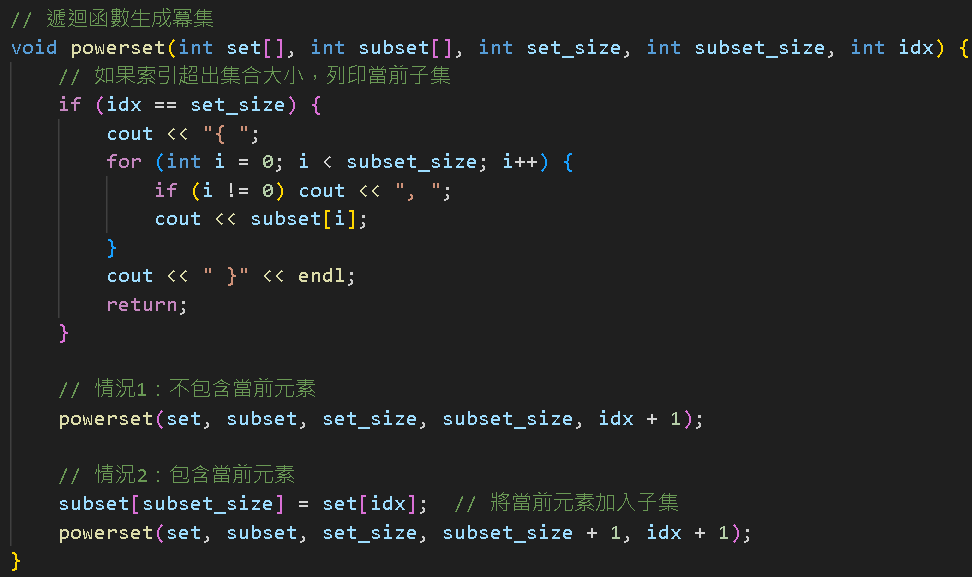 // 遞迴函數生成冪集
void powerset(int set[], int subset[], int set_size, int subset_size, int idx) {
    // 如果索引超出集合大小，列印當前子集
    if (idx == set_size) {
        cout << "{ ";
        for (int i = 0; i < subset_size; i++) {
            if (i != 0) cout << ", ";
            cout << subset[i];
        }
        cout << " }" << endl;
        return;
    }

    // 情況1：不包含當前元素
    powerset(set, subset, set_size, subset_size, idx + 1);

    // 情況2：包含當前元素
    subset[subset_size] = set[idx];  // 將當前元素加入子集
    powerset(set, subset, set_size, subset_size + 1, idx + 1);
}